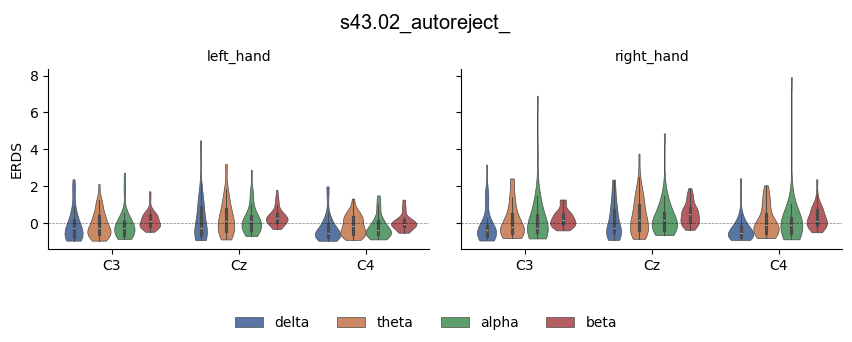 s43.02_autoreject_
left_hand
right_hand
ERDS
8
6
4
2
0
C3
Cz
C4
C3
Cz
C4
delta
theta
alpha
beta